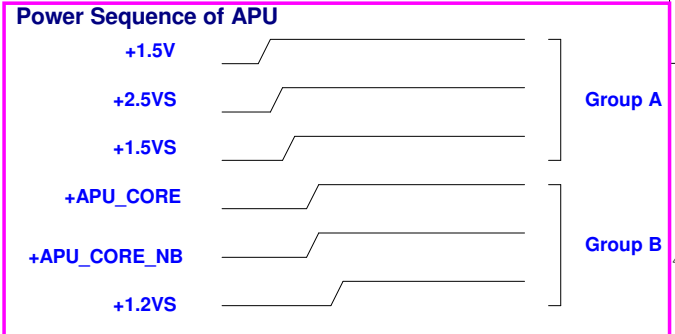 Power Sequence of APU
+1.5V
+2.5VS
Group A
+1.5VS
+APU_CORE
+APU_CORE_NB
Group B
+1.2VS